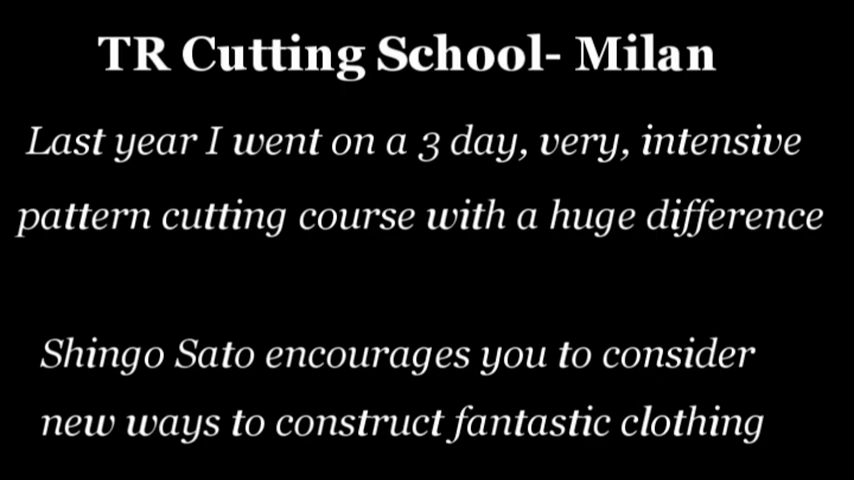 TR Cutting School- Milan
Last year I went on a 3 day, very, intensive
pattern cutting course with a huge difference
Shingo Sato encourages you to consider
new ways to construct fantastic clothing